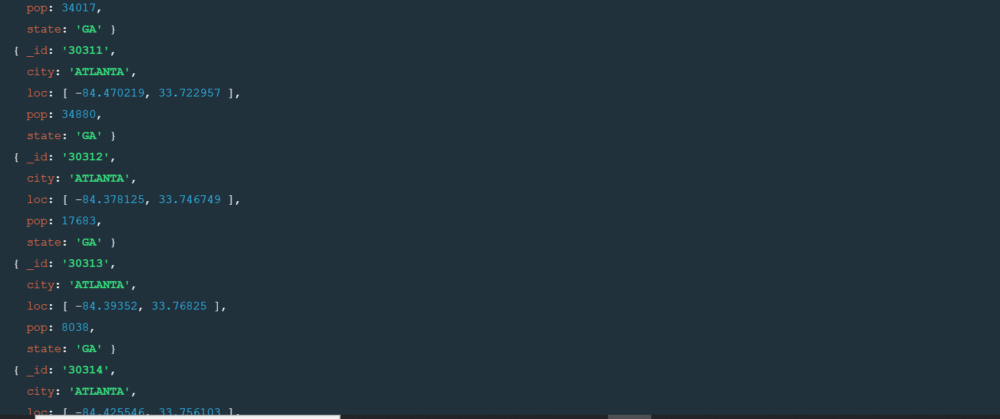 pop: 34017,
state: 'GA' }
{ _id: '30311',
city: 'ATLANTA',
loc: [ -84.470219, 33.722957 ],
pop: 34880,
state: 'GA' }
{ _id: '30312',
city: 'ATLANTA',
loc: [ -84.378125, 33.746749 ],
pop: 17683,
state: 'GA' }
{ _id: '30313',
city: 'ATLANTA',
loc: [ -84.39352, 33.76825 ],
pop: 8038,
state: 'GA' }
{ _id: '30314',
city: 'ATLANTA',
loc: [ -84.425546, 33.756103 ],